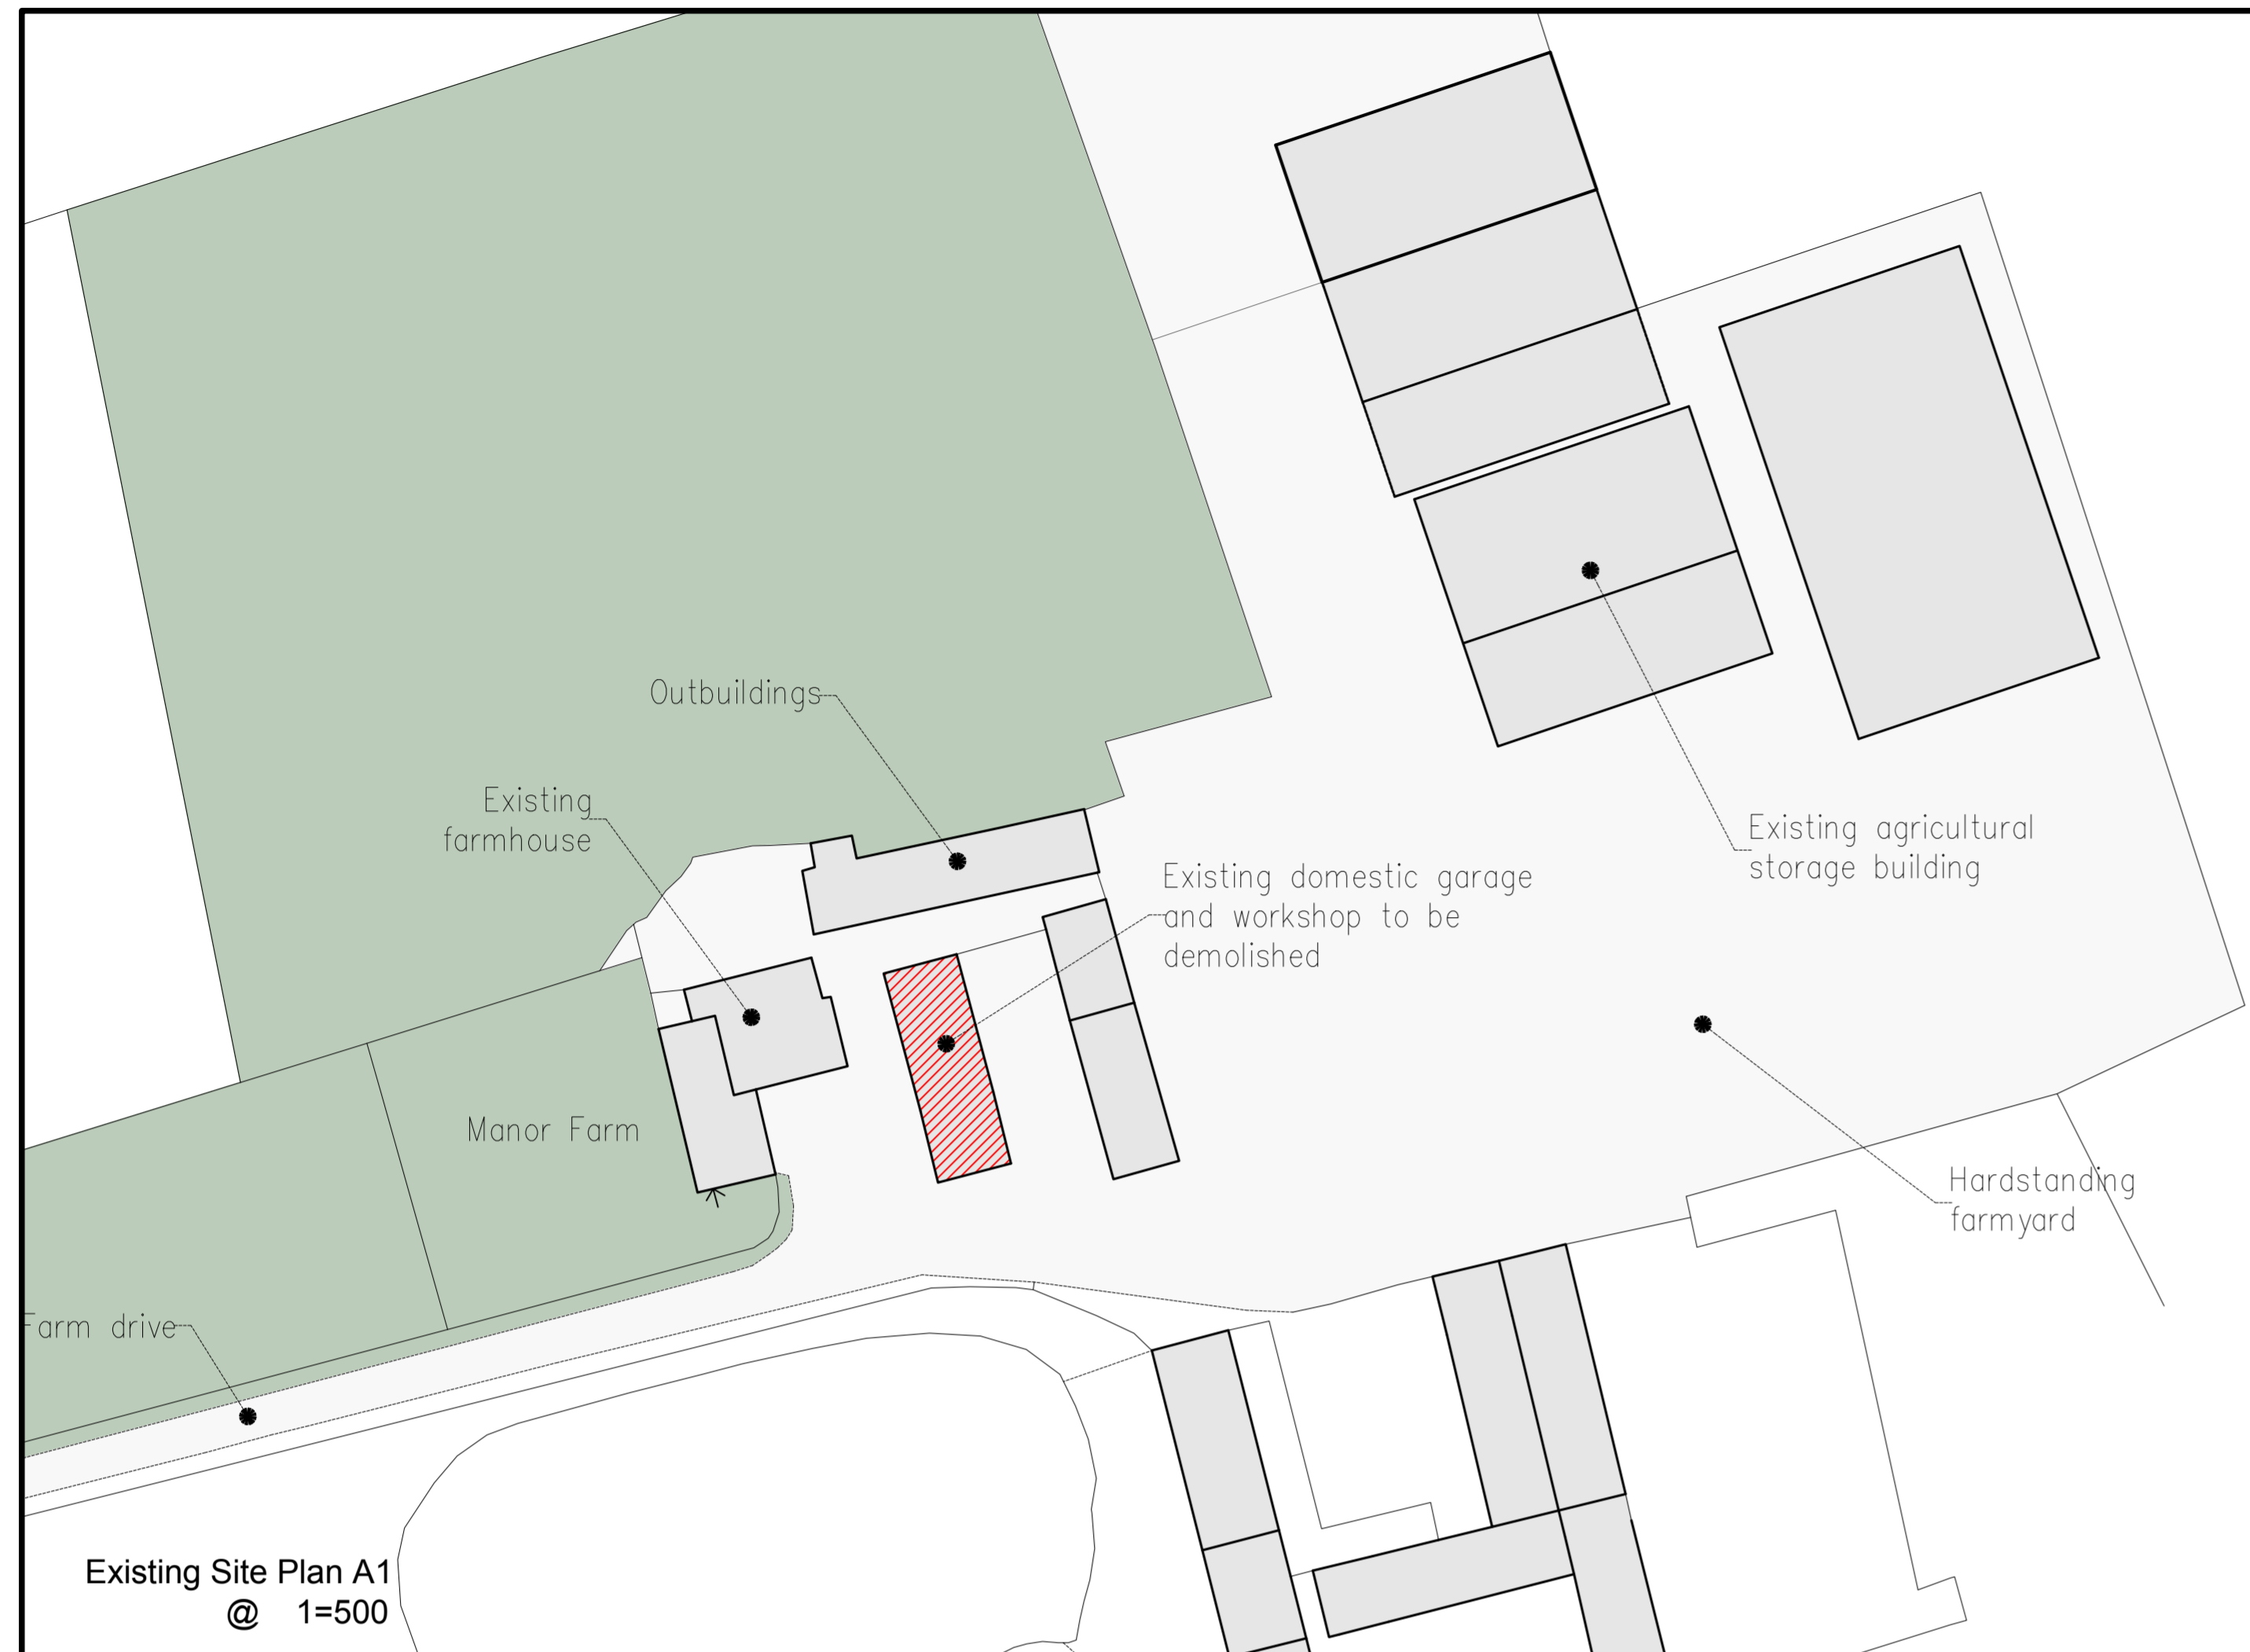 Outbuildings
Existing
farmhouse
Existing agricultural
storage building
Existing domestic garage
and workshop to be
demolished
Manor Farm
Hardstanding
farmyard
Farm drive
Existing Site Plan A1
@ 1=500